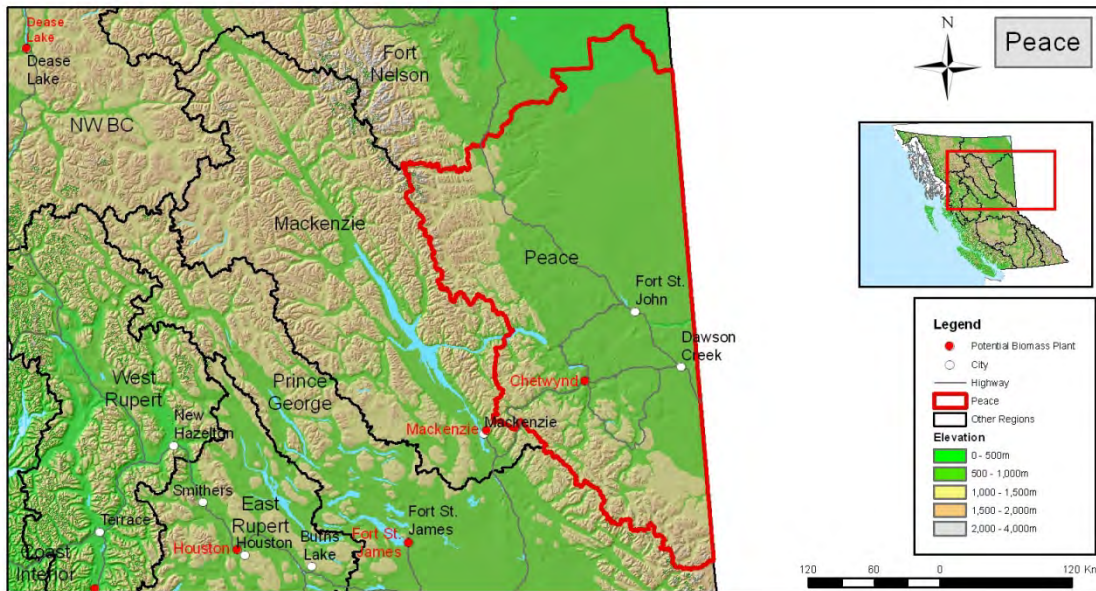 Dease
Lake
Dease
Lake
NW BC
Fort
Nelson
Mackenzie
Peace
Fort St.
John
Dawson
Creek
Chetwynd
Mackenzie
Mackenzie
Prince
George
West
Rupert
New
Hazelton
Smithers
East
Rupert
Terrace
Houston
Houston
Burns
Lake
Fort St.
James
Fort St.
James
Coast
Interior
N
Peace
Legend
Potential Biomass Plant
City
Highway
Peace
Other Regions
Elevation
0 - 500m
500 - 1,000m
1,000 - 1,500m
1,500 - 2,000m
2,000 - 4,000m
120 60 0 120 Km